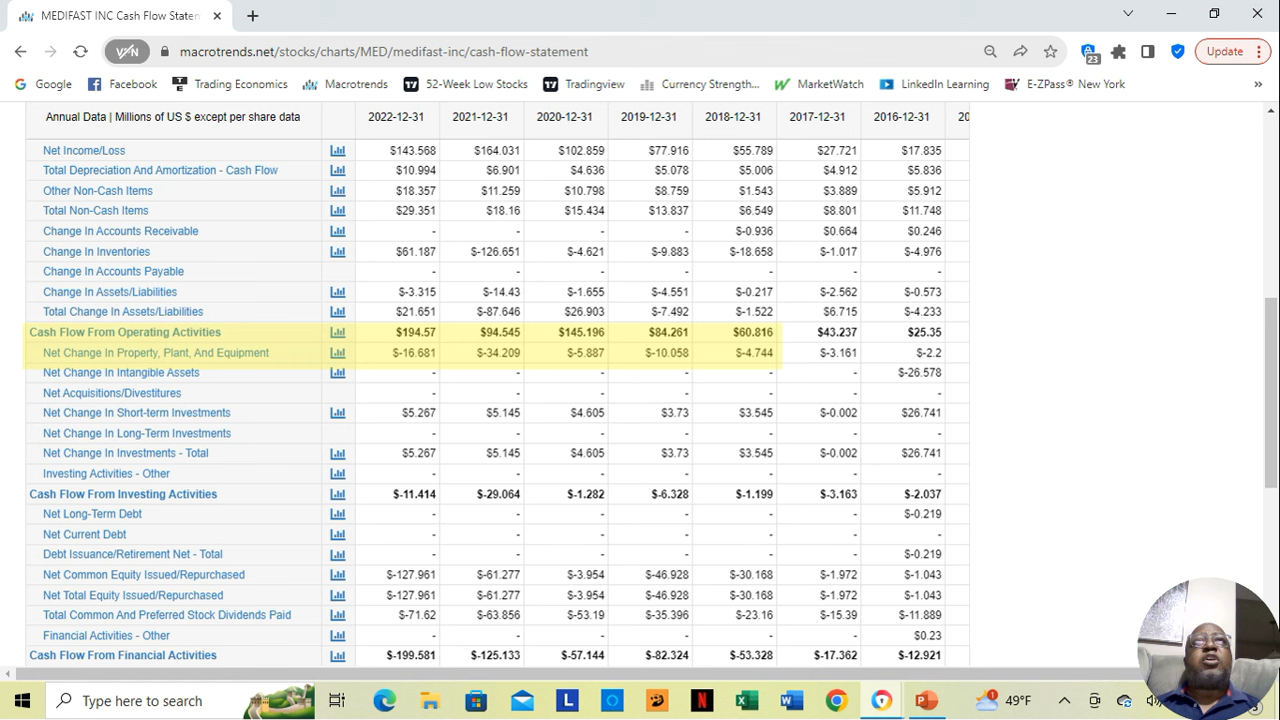 MEDIFAST INC Cash Flow Statem
macrotrends.net/stocks/charts/MED/medifast-inc/cash-flow-statement
23
Update
Google Facebook Trading Economics Macrotrends 52-Week Low Stocks Tradingview Currency Strength... MarketWatch LinkedIn Learning E-ZPass® New York »
Annual Data | Millions of US $ except per share data 2022-12-31 2021-12-31 2020-12-31 2019-12-31 2018-12-31 2017-12-31 2016-12-31 20
Net Income/Loss $143.568 $164.031 $102.859 $77.916 $55.789 $27.721 $17.835
Total Depreciation And Amortization - Cash Flow $10.994 $6.901 $4.636 $5.078 $5.006 $4.912 $5.836
Other Non-Cash Items $18.357 $11.259 $10.798 $8.759 $1.543 $3.889 $5.912
Total Non-Cash Items $29.351 $18.16 $15.434 $13.837 $6.549 $8.801 $11.748
Change In Accounts Receivable - - - - $-0.936 $0.664 $0.246
Change In Inventories $61.187 $-126.651 $-4.621 $-9.883 $-18.658 $-1.017 $-4.976
Change In Accounts Payable - - - - - - -
Change In Assets/Liabilities $-3.315 $-14.43 $-1.655 $-4.551 $-0.217 $-2.562 $-0.573
Total Change In Assets/Liabilities $21.651 $-87.646 $26.903 $-7.492 $-1.522 $6.715 $-4.233
Cash Flow From Operating Activities $194.57 $94.545 $145.196 $84.261 $60.816 $43.237 $25.35
Net Change In Property, Plant, And Equipment $-16.681 $-34.209 $-5.887 $-10.058 $-4.744 $-3.161 $-2.2
Net Change In Intangible Assets - - - - - - $-26.578
Net Acquisitions/Divestitures - - - - - - -
Net Change In Short-term Investments $5.267 $5.145 $4.605 $3.73 $3.545 $-0.002 $26.741
Net Change In Long-Term Investments - - - - - - -
Net Change In Investments - Total $5.267 $5.145 $4.605 $3.73 $3.545 $-0.002 $26.741
Investing Activities - Other - - - - - - -
Cash Flow From Investing Activities $-11.414 $-29.064 $-1.282 $-6.328 $-1.199 $-3.163 $-2.037
Net Long-Term Debt - - - - - - $-0.219
Net Current Debt - - - - - - -
Debt Issuance/Retirement Net - Total - - - - - - $-0.219
Net Common Equity Issued/Repurchased $-127.961 $-61.277 $-3.954 $-46.928 $-30.168 $-1.972 $-1.043
Net Total Equity Issued/Repurchased $-127.961 $-61.277 $-3.954 $-46.928 $-30.168 $-1.972 $-1.043
Total Common And Preferred Stock Dividends Paid $-71.62 $-63.856 $-53.19 $-35.396 $-23.16 $-15.39 $-11.889
Financial Activities - Other - - - - - - $0.23
Cash Flow From Financial Activities $-199.581 $-125.133 $-57.144 $-82.324 $-53.328 $-17.362 $-12.921
Type here to search
49°F